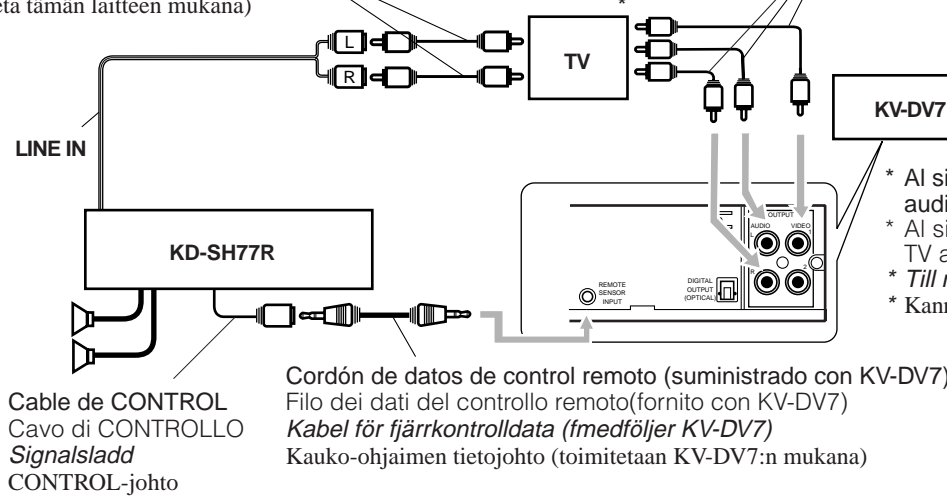 eta tämän laitteen mukana)
*
L
R
TV
LINE IN
KV-DV7
* Al si
audi
* Al si
TV a
* Till r
* Kann
KD-SH77R
OUTPUT
AUDIO
VIDEO
L
1
R
2
REMOTE
SENSOR
INPUT
DIGITAL
OUTPUT
(OPTICAL)
Cable de CONTROL
Cavo di CONTROLLO
Signalsladd
CONTROL-johto
Cordón de datos de control remoto (suministrado con KV-DV7)
Filo dei dati del controllo remoto(fornito con KV-DV7)
Kabel för fjärrkontrolldata (fmedföljer KV-DV7)
Kauko-ohjaimen tietojohto (toimitetaan KV-DV7:n mukana)